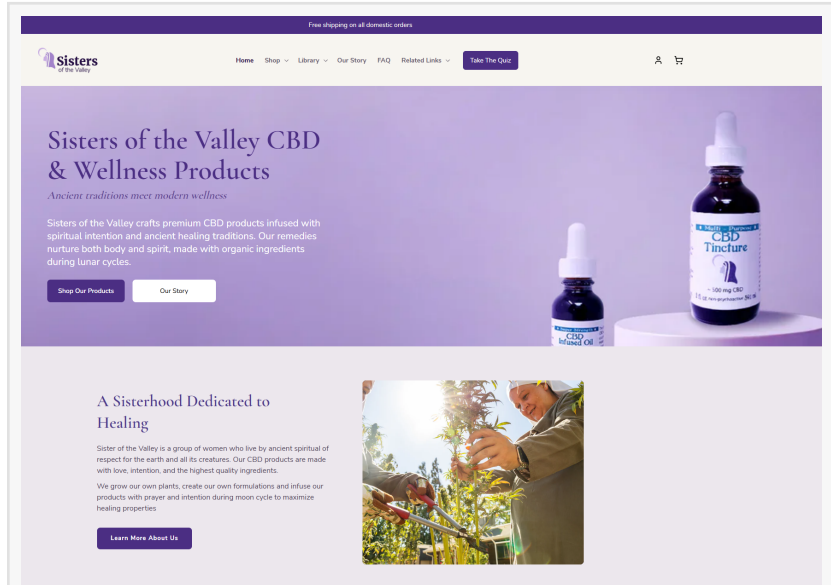 Free shipping on all domestic orders
Sisters
of the Valley
Home Shop Library Our Story FAQ Related Links Take The Quiz
Sisters of the Valley CBD
& Wellness Products
Ancient traditions meet modern wellness
Sisters of the Valley crafts premium CBD products infused with
spiritual intention and ancient healing traditions. Our remedies
nurture both body and spirit, made with organic ingredients
during lunar cycles.
Shop Our Products Our Story
Multi - Purpose
CBD
Tincture
~ 500 mg CBD
CBD
Infused Oil
A Sisterhood Dedicated to
Healing
Sister of the Valley is a group of women who live by ancient spiritual of
respect for the earth and all its creatures. Our CBD products are made
with love, intention, and the highest quality ingredients.
We grow our own plants, create our own formulations and infuse our
products with prayer and intention during moon cycle to maximize
healing properties
Learn More About Us